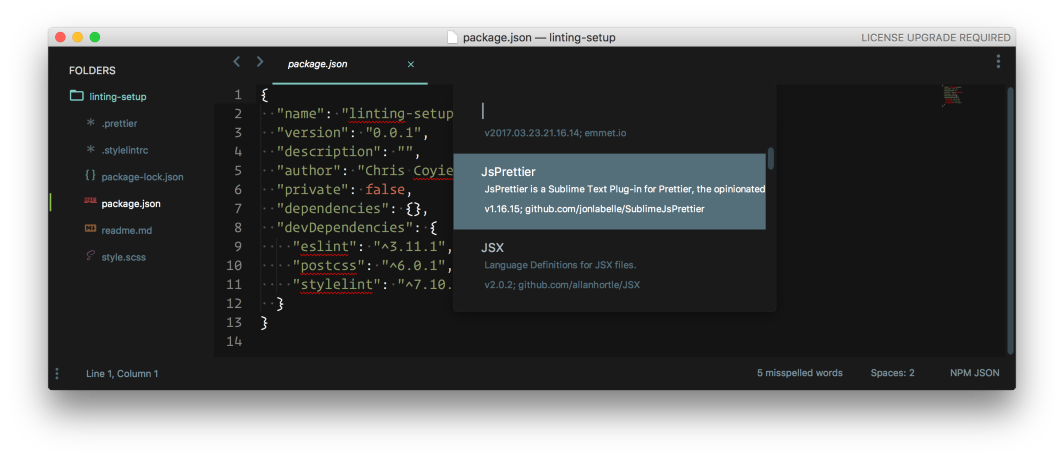 package.json — linting-setup
LICENSE UPGRADE REQUIRED
FOLDERS
linting-setup
.prettier
.stylelintrc
package-lock.json
package.json
readme.md
style.scss
package.json
1 {
2 "name": "linting-setup
3 "version": "0.0.1",
4 "description": "",
5 "author": "Chris Coyie
6 "private": false,
7 "dependencies": {},
8 "devDependencies": {
9 "eslint": "^3.11.1",
10 "postcss": "^6.0.1",
11 "stylelint": "^7.10.
12 }
13 }
14
v2017.03.23.21.16.14; emmet.io
JsPrettier
JsPrettier is a Sublime Text Plug-in for Prettier, the opinionated
v1.16.15; github.com/jonlabelle/SublimeJsPrettier
JSX
Language Definitions for JSX files.
v2.0.2; github.com/allanhortle/JSX
Line 1, Column 1
5 misspelled words
Spaces: 2
NPM JSON